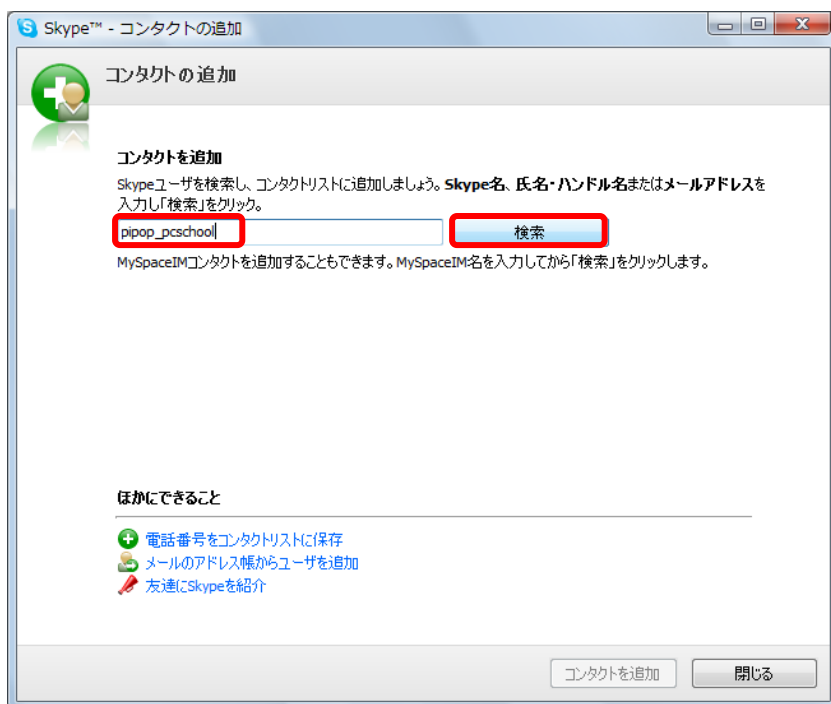 Skype™ - コンタクトの追加
コンタクトの追加
コンタクトを追加
Skypeユーザを検索し、コンタクトリストに追加しましょう。Skype名、氏名・ハンドル名またはメールアドレスを
入力し「検索」をクリック。
pipop_pcschool 検索
MySpaceIMコンタクトを追加することもできます。MySpaceIM名を入力してから「検索」をクリックします。
ほかにできること
電話番号をコンタクトリストに保存
メールのアドレス帳からユーザを追加
友達にSkypeを紹介
コンタクトを追加 閉じる